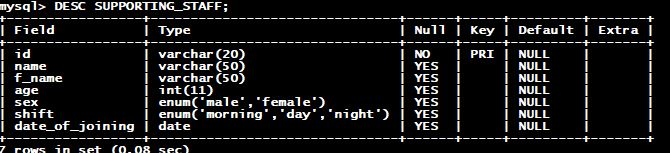 mysql> DESC SUPPORTING_STAFF;
+-----------------+-------------------------------+------+-----+---------+-------+
| Field | Type | Null | Key | Default | Extra |
+-----------------+-------------------------------+------+-----+---------+-------+
| id | varchar(20) | NO | PRI | NULL | |
| name | varchar(50) | YES | | NULL | |
| f_name | varchar(50) | YES | | NULL | |
| age | int(11) | YES | | NULL | |
| sex | enum('male','female') | YES | | NULL | |
| shift | enum('morning','day','night') | YES | | NULL | |
| date_of_joining | date | YES | | NULL | |
+-----------------+-------------------------------+------+-----+---------+-------+
7 rows in set (0.08 sec)